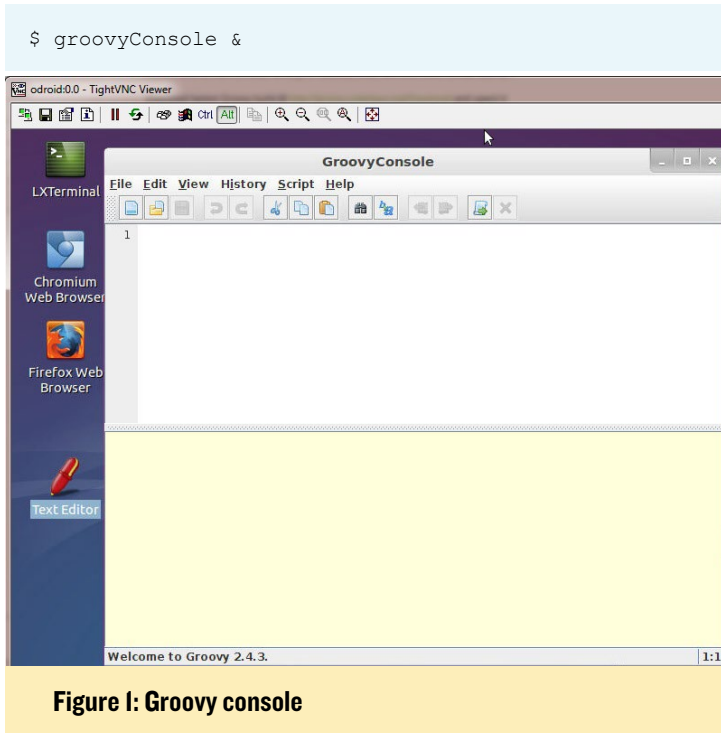 $ groovyConsole &
odroid:0.0 - TightVNC Viewer
Ctrl Alt
LXTerminal
GroovyConsole
File Edit View History Script Help
1
Chromium
Web Browser
Firefox Web
Browser
Text Editor
Welcome to Groovy 2.4.3.
1:1
Figure 1: Groovy console